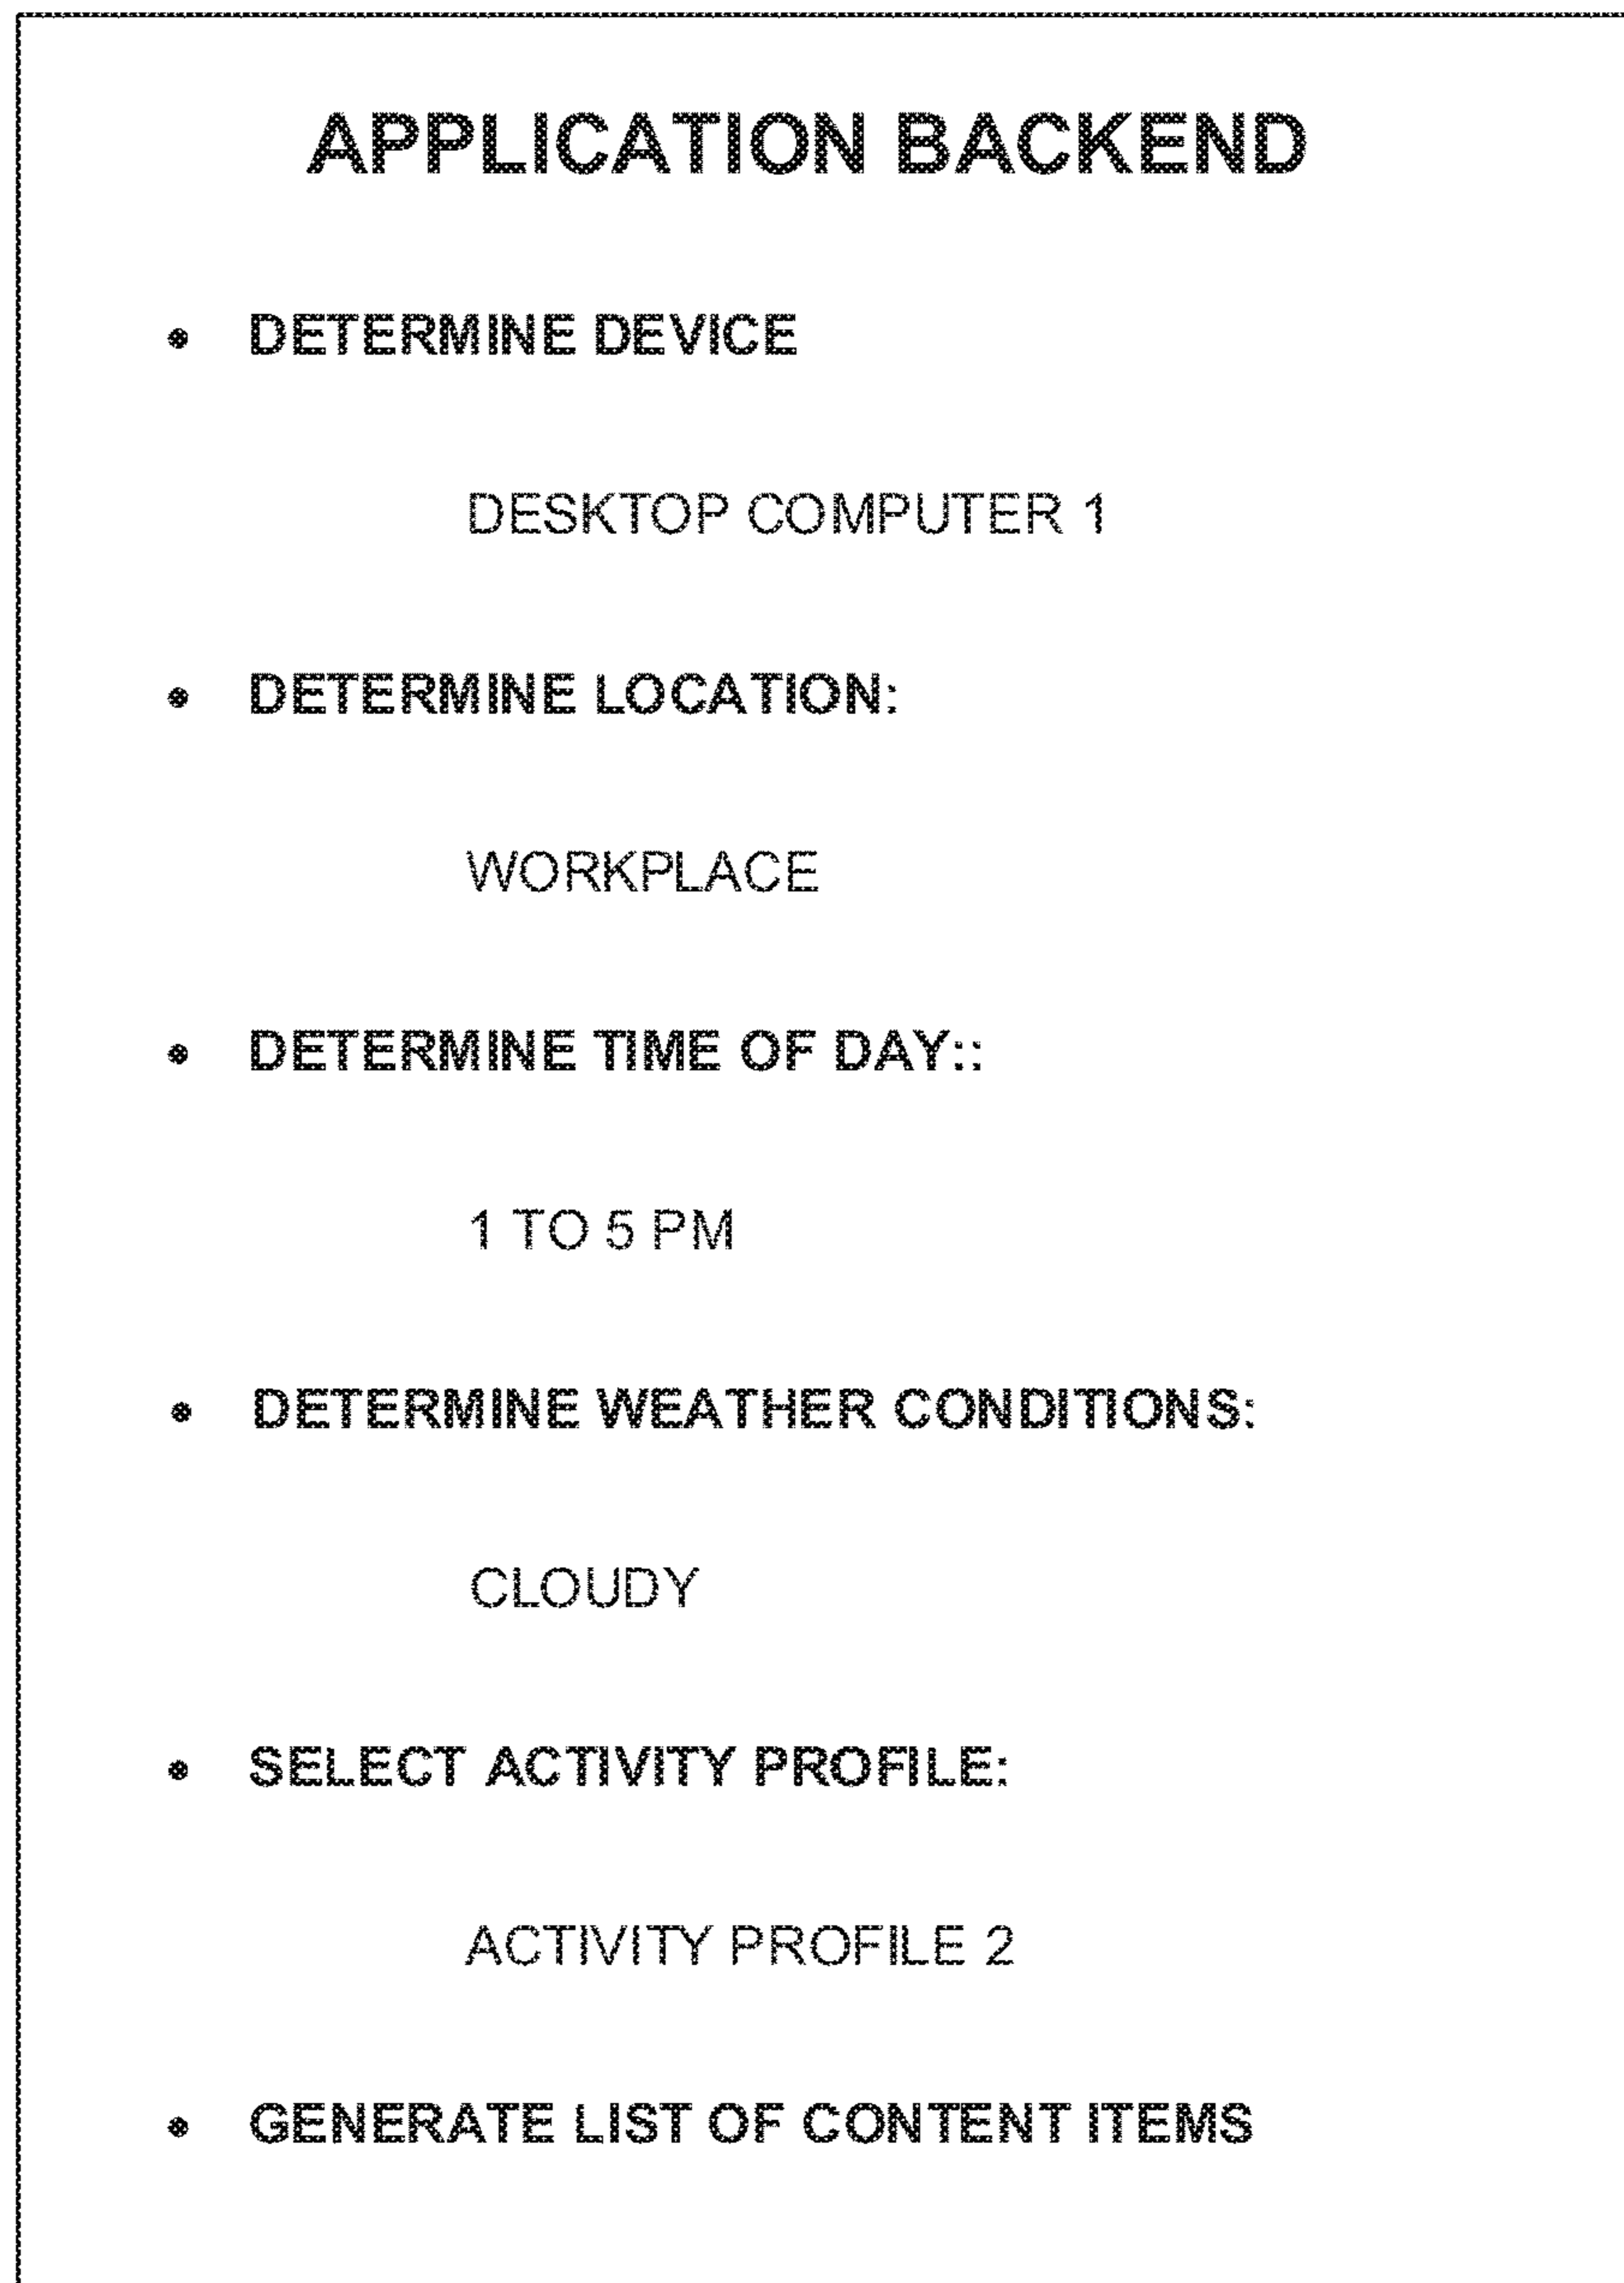 APPLICATION BACKEND
• DETERMINE DEVICE
DESKTOP COMPUTER 1
• DETERMINE LOCATION:
WORKPLACE
• DETERMINE TIME OF DAY::
1 TO 5 PM
• DETERMINE WEATHER CONDITIONS:
CLOUDY
• SELECT ACTIVITY PROFILE:
ACTIVITY PROFILE 2
• GENERATE LIST OF CONTENT ITEMS